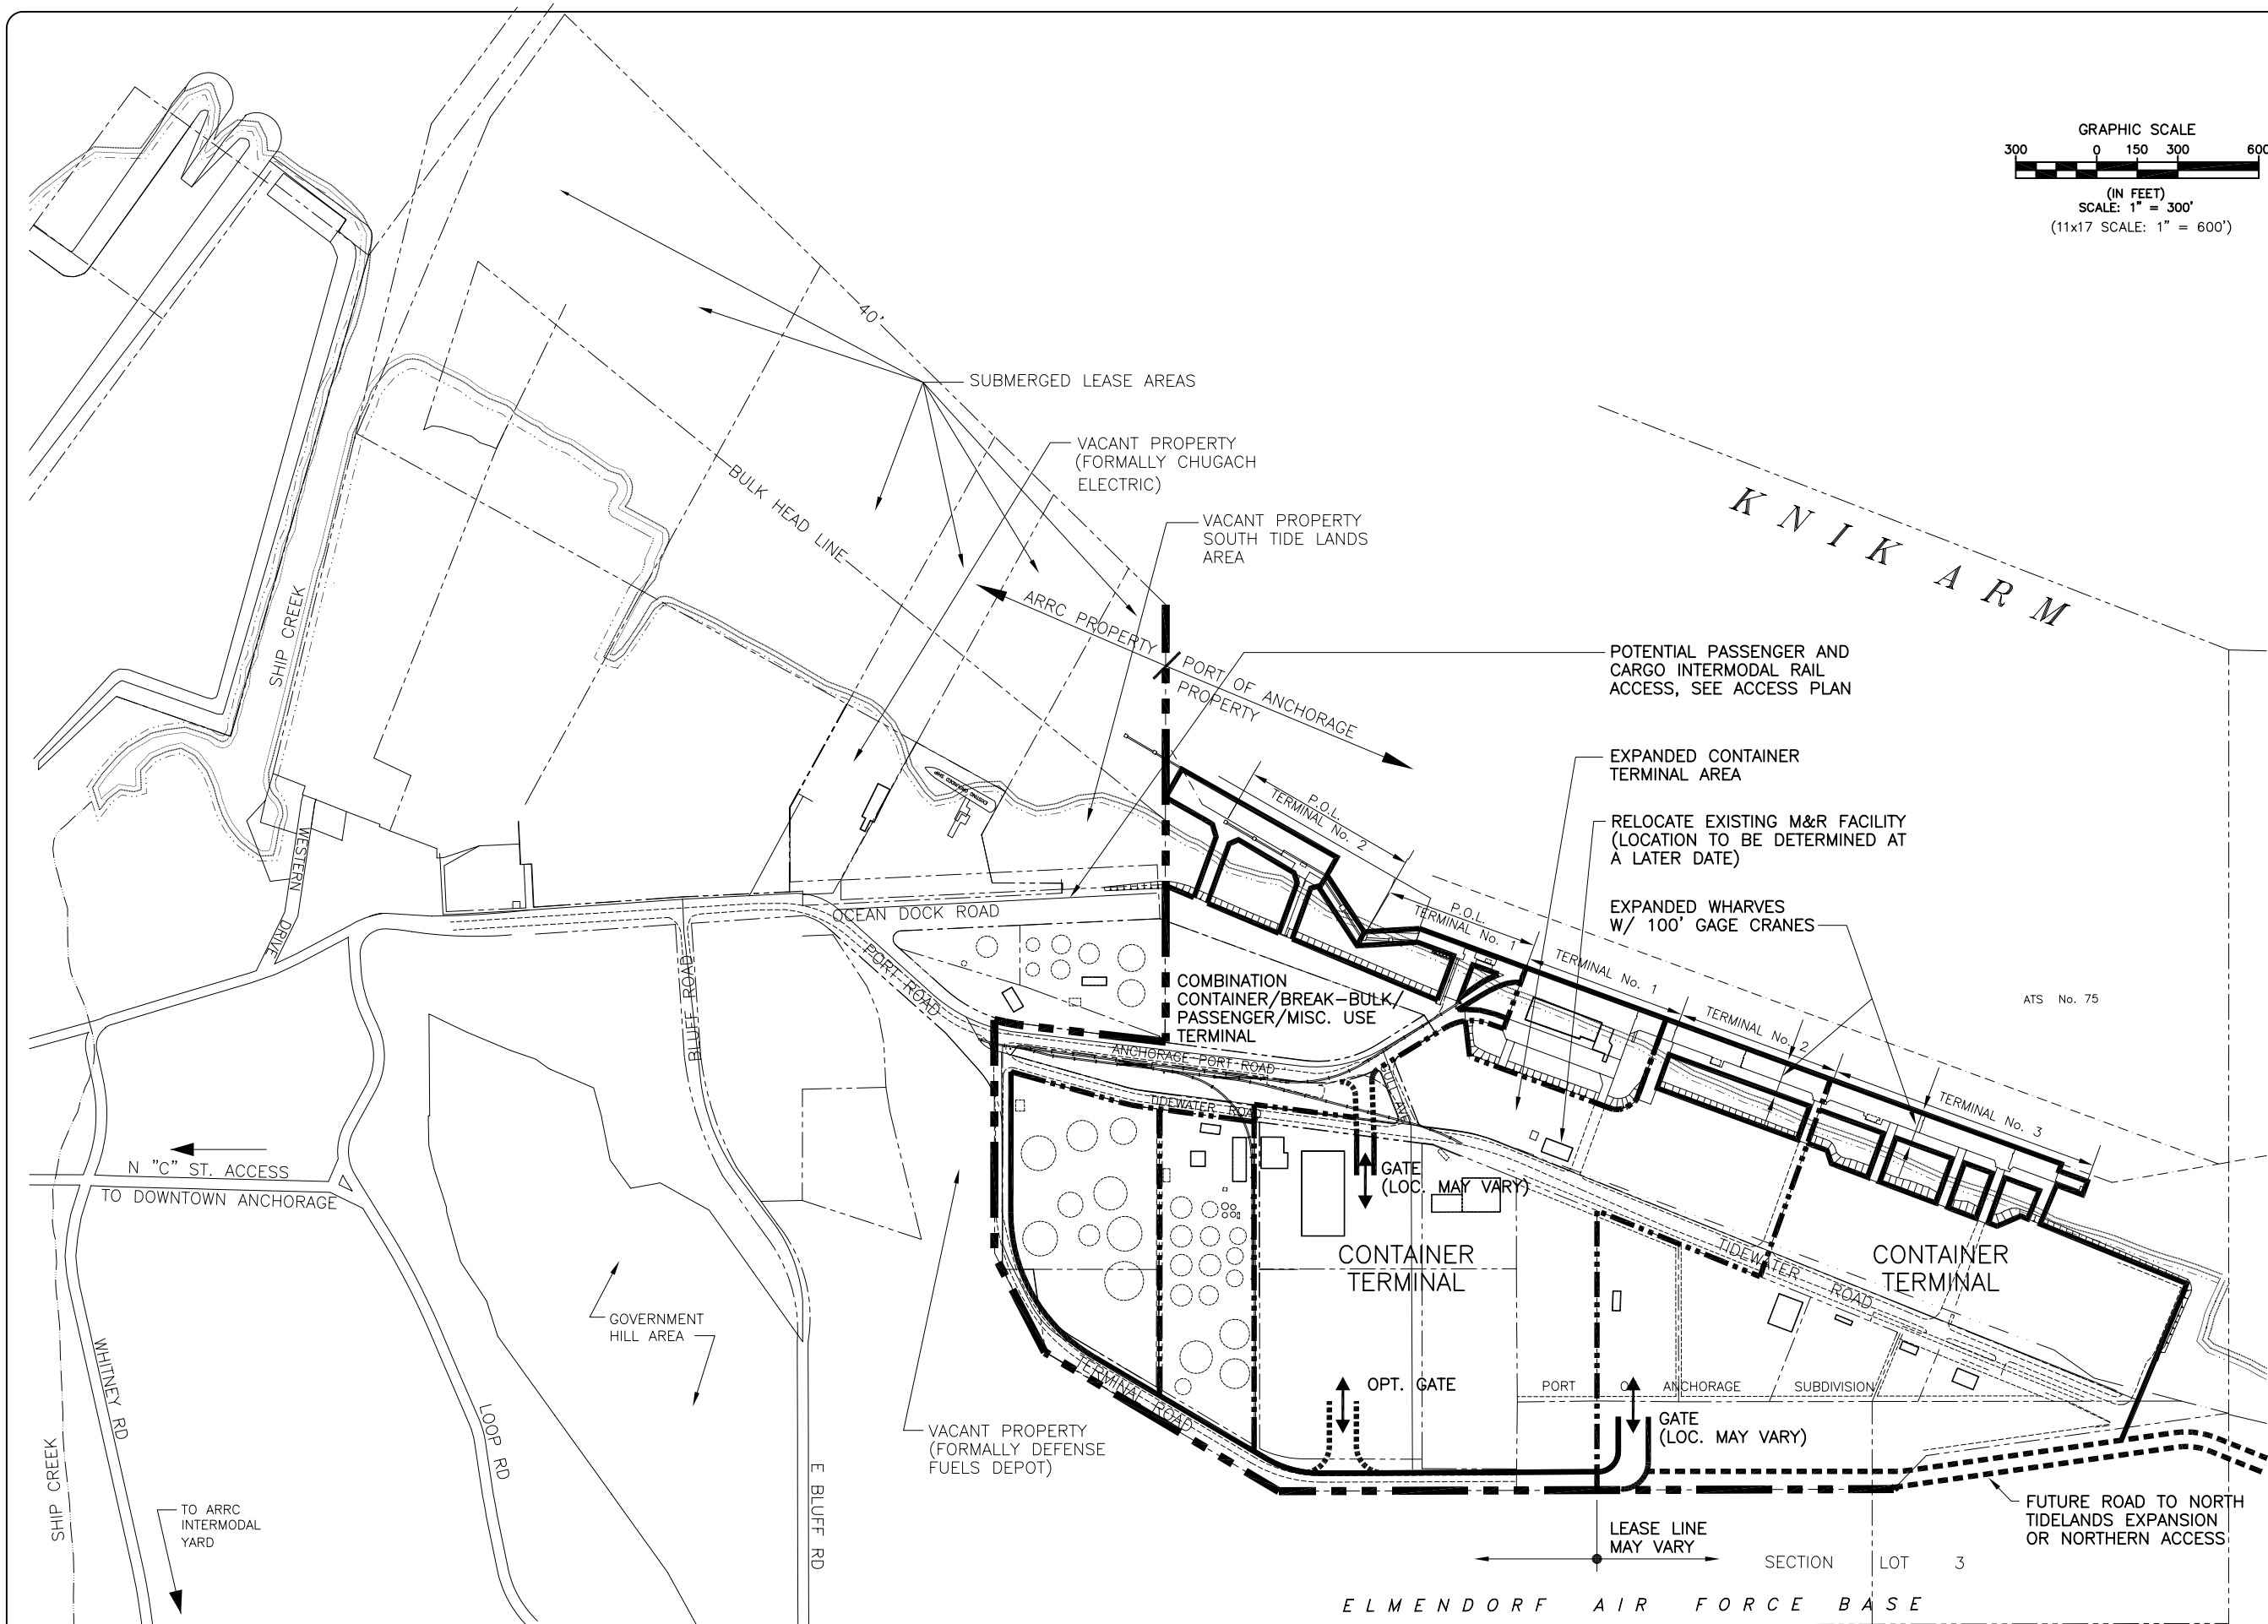 GRAPHIC SCALE
300 0 150 300 600
(IN FEET)
SCALE: 1" = 300'
(11x17 SCALE: 1" = 600')
40'
SUBMERGED LEASE AREAS
VACANT PROPERTY
(FORMALLY CHUGACH
ELECTRIC)
BULK HEAD LINE
VACANT PROPERTY
SOUTH TIDE LANDS
AREA
KNIK ARM
ARRC PROPERTY
PORT OF ANCHORAGE
PROPERTY
SHIP CREEK
POTENTIAL PASSENGER AND
CARGO INTERMODAL RAIL
ACCESS, SEE ACCESS PLAN
EXPANDED CONTAINER
TERMINAL AREA
RELOCATE EXISTING M&R FACILITY
(LOCATION TO BE DETERMINED AT
A LATER DATE)
EXPANDED WHARVES
W/ 100' GAGE CRANES
P.O.L.
TERMINAL No. 2
P.O.L.
TERMINAL No. 1
TERMINAL No. 1
TERMINAL No. 2
TERMINAL No. 3
ATS No. 75
EXISTING GROUNDED SHIP
WESTERN
DRIVE
OCEAN DOCK ROAD
PORT ROAD
BLUFF ROAD
COMBINATION
CONTAINER/BREAK-BULK/
PASSENGER/MISC. USE
TERMINAL
ANCHORAGE PORT ROAD
TIDEWATER ROAD
AVE
GATE
(LOC. MAY VARY)
N "C" ST. ACCESS
TO DOWNTOWN ANCHORAGE
CONTAINER
TERMINAL
TIDEWATER ROAD
CONTAINER
TERMINAL
GOVERNMENT
HILL AREA
WHITNEY RD
LOOP RD
TERMINAL ROAD
OPT. GATE
PORT OF ANCHORAGE SUBDIVISION
GATE
(LOC. MAY VARY)
VACANT PROPERTY
(FORMALLY DEFENSE
FUELS DEPOT)
SHIP CREEK
E BLUFF RD
TO ARRC
INTERMODAL
YARD
FUTURE ROAD TO NORTH
TIDELANDS EXPANSION
OR NORTHERN ACCESS
LEASE LINE
MAY VARY
SECTION LOT 3
ELMENDORF AIR FORCE BASE